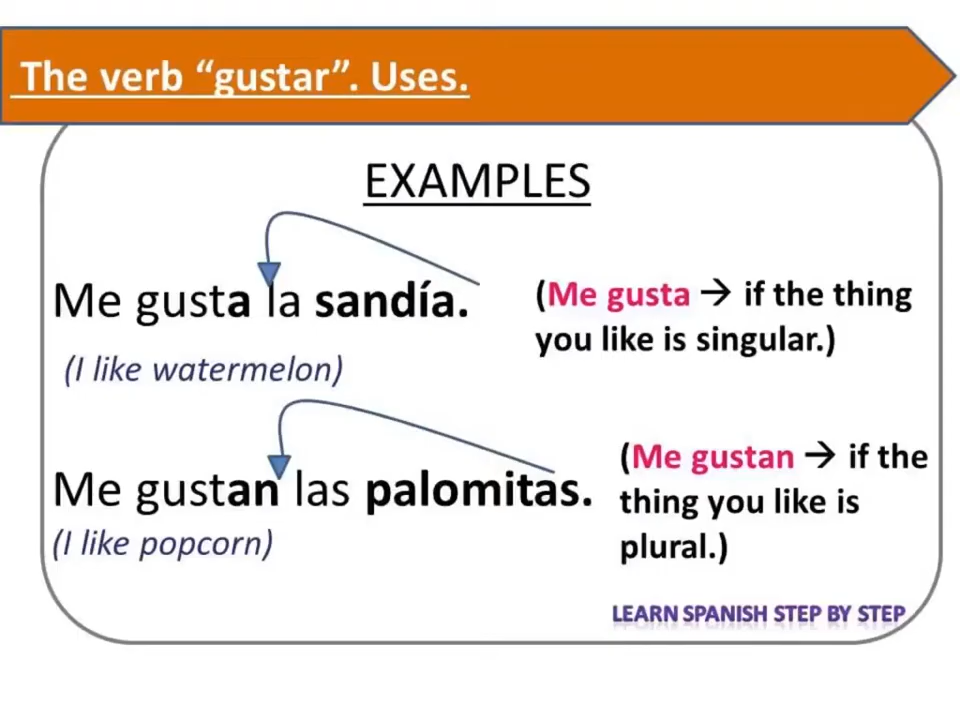 The verb “gustar”. Uses.
EXAMPLES
Me gusta la sandía.
(Me gusta → if the thing
you like is singular.)
(I like watermelon)
Me gustan las palomitas.
(Me gustan → if the
thing you like is
plural.)
(I like popcorn)
LEARN SPANISH STEP BY STEP